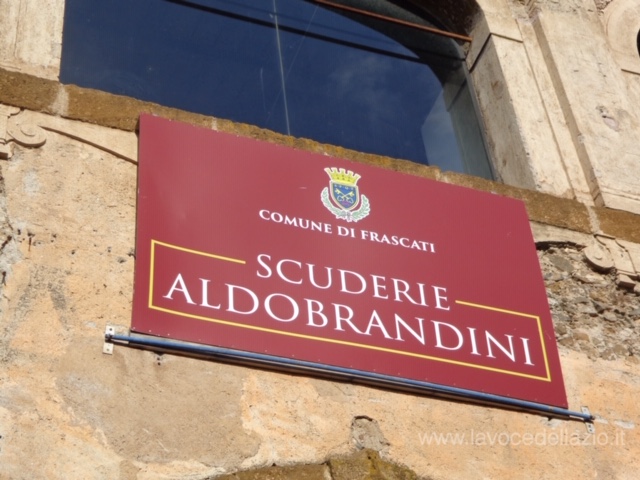 COMUNE DI FRASCATI
SCUDERIE
ALDOBRANDINI
www.lavocedellazio.it